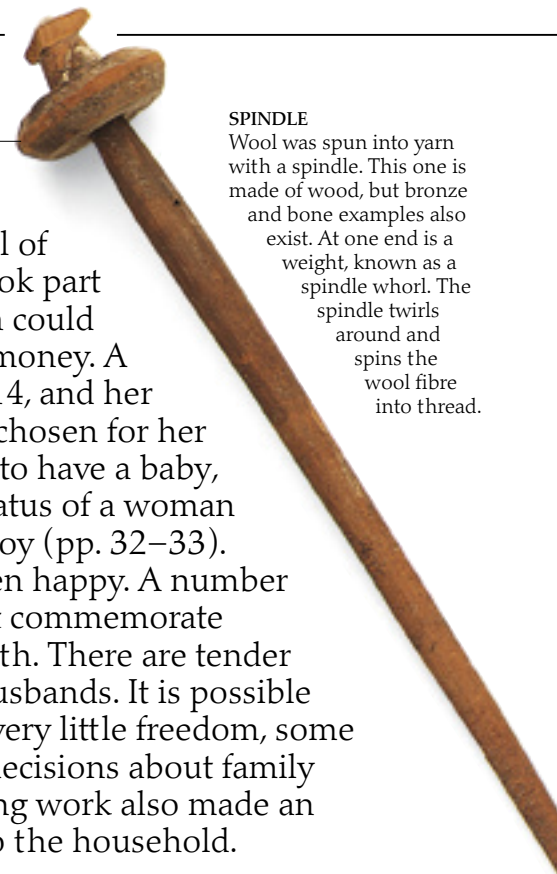 SPINDLE
Wool was spun into yarn
with a spindle. This one is
made of wood, but bronze
and bone examples also
exist. At one end is a
weight, known as a
spindle whorl. The
spindle twirls
around and
spins the
wool fibre
into thread.
l of
ok part
could
money. A
14, and her
chosen for her
to have a baby,
atus of a woman
oy (pp. 32–33).
en happy. A number
commemorate
th. There are tender
usbands. It is possible
very little freedom, some
ecisions about family
ng work also made an
o the household.